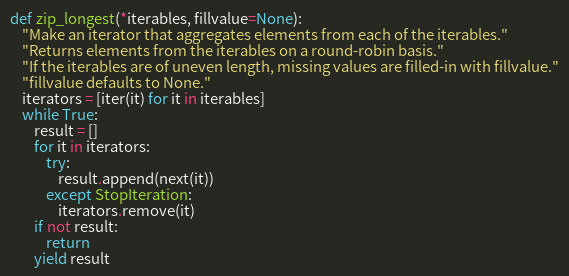 def zip_longest(*iterables, fillvalue=None):
"Make an iterator that aggregates elements from each of the iterables."
"Returns elements from the iterables on a round-robin basis."
"If the iterables are of uneven length, missing values are filled-in with fillvalue."
"fillvalue defaults to None."
iterators = [iter(it) for it in iterables]
while True:
result = []
for it in iterators:
try:
result.append(next(it))
except StopIteration:
iterators.remove(it)
if not result:
return
yield result